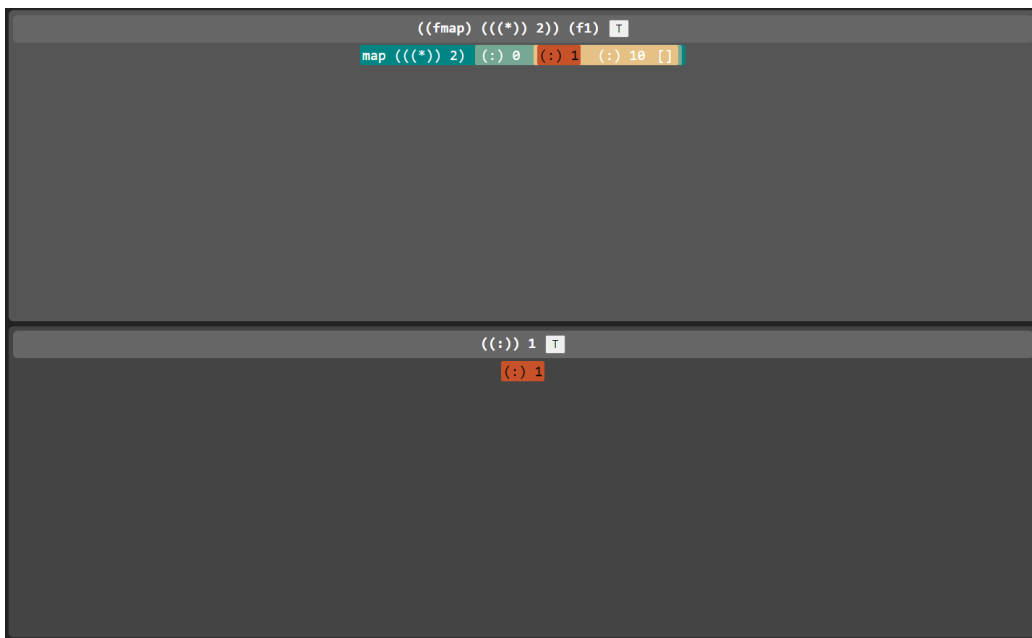 ((fmap) (((*)) 2)) (f1) T
map (((*)) 2) (:) 0 (:) 1 (:) 10 []
((:)) 1 T
(:) 1